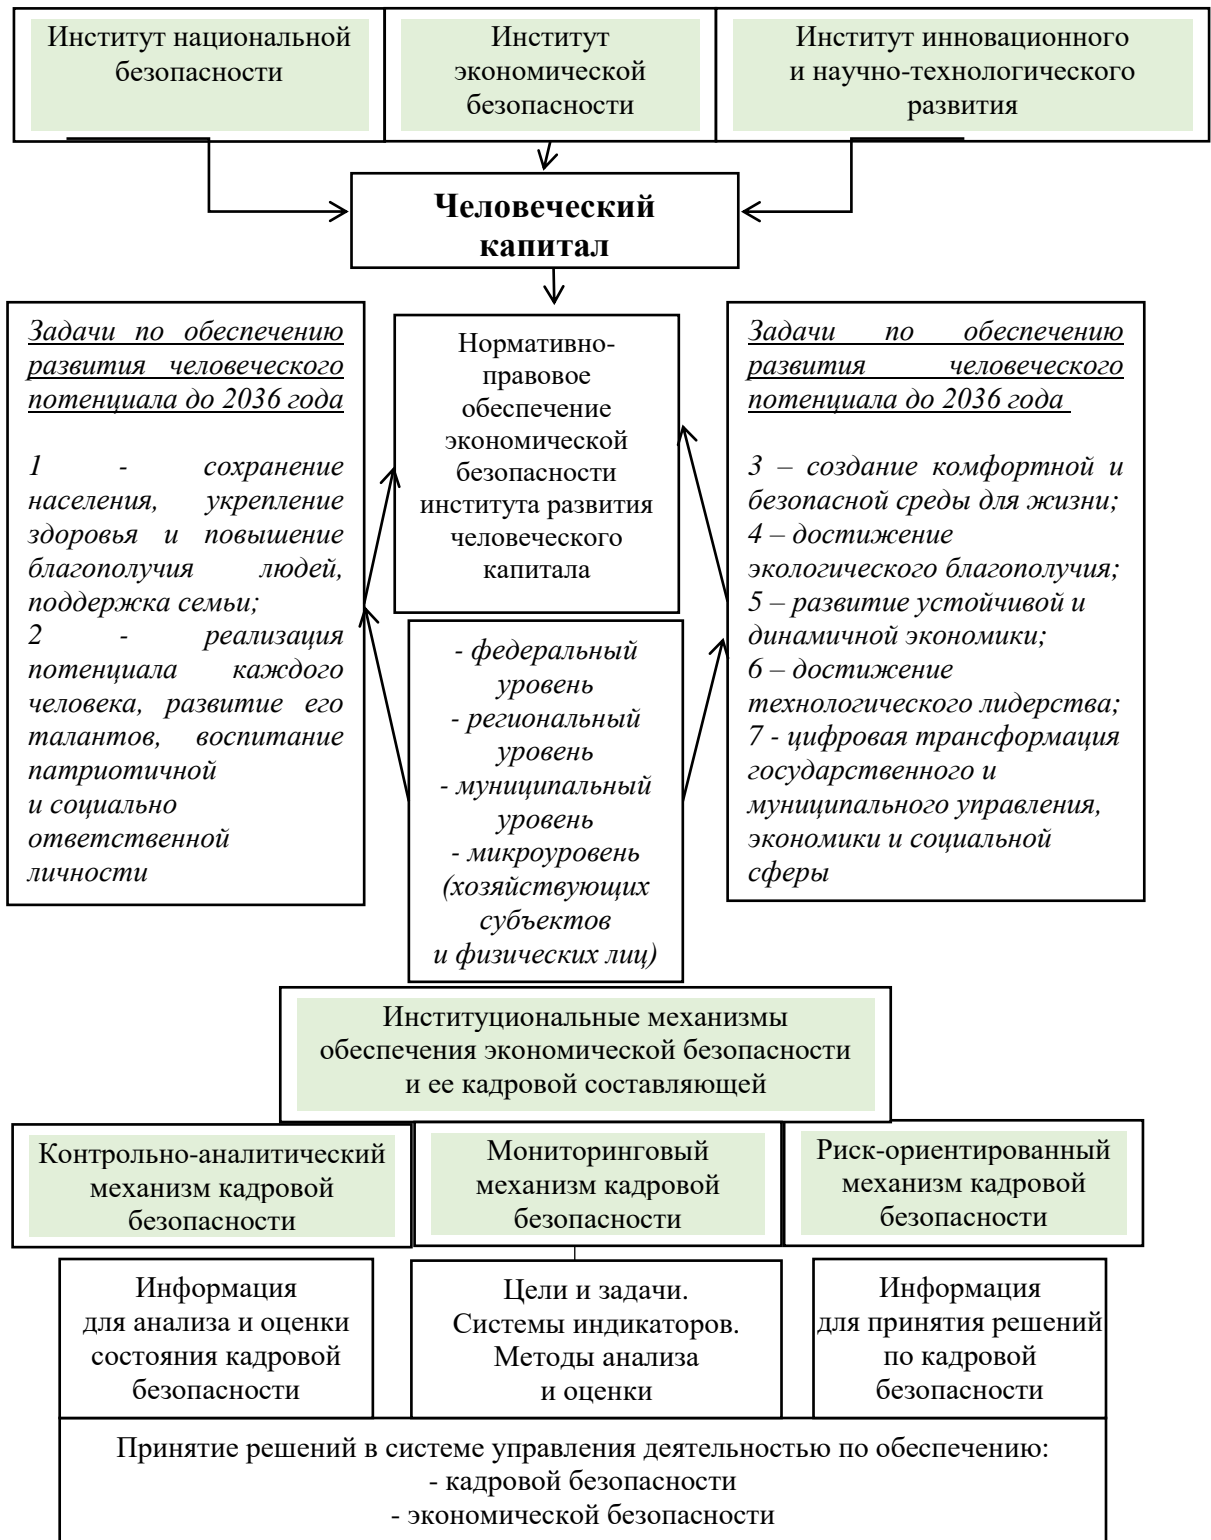 Институт национальной
безопасности
Институт
экономической
безопасности
Институт инновационного
и научно-технологического
развития
Человеческий
капитал
Задачи по обеспечению
развития человеческого
потенциала до 2036 года
1 - сохранение
населения, укрепление
здоровья и повышение
благополучия людей,
поддержка семьи;
2 - реализация
потенциала каждого
человека, развитие его
талантов, воспитание
патриотичной
и социально
ответственной
личности
Нормативно-
правовое
обеспечение
экономической
безопасности
института развития
человеческого
капитала
- федеральный
уровень
- региональный
уровень
- муниципальный
уровень
- микроуровень
(хозяйствующих
субъектов
и физических лиц)
Задачи по обеспечению
развития человеческого
потенциала до 2036 года
3 – создание комфортной и
безопасной среды для жизни;
4 – достижение
экологического благополучия;
5 – развитие устойчивой и
динамичной экономики;
6 – достижение
технологического лидерства;
7 - цифровая трансформация
государственного и
муниципального управления,
экономики и социальной
сферы
Институциональные механизмы
обеспечения экономической безопасности
и ее кадровой составляющей
Контрольно-аналитический
механизм кадровой
безопасности
Мониторинговый
механизм кадровой
безопасности
Риск-ориентированный
механизм кадровой
безопасности
Информация
для анализа и оценки
состояния кадровой
безопасности
Цели и задачи.
Системы индикаторов.
Методы анализа
и оценки
Информация
для принятия решений
по кадровой
безопасности
Принятие решений в системе управления деятельностью по обеспечению:
- кадровой безопасности
- экономической безопасности